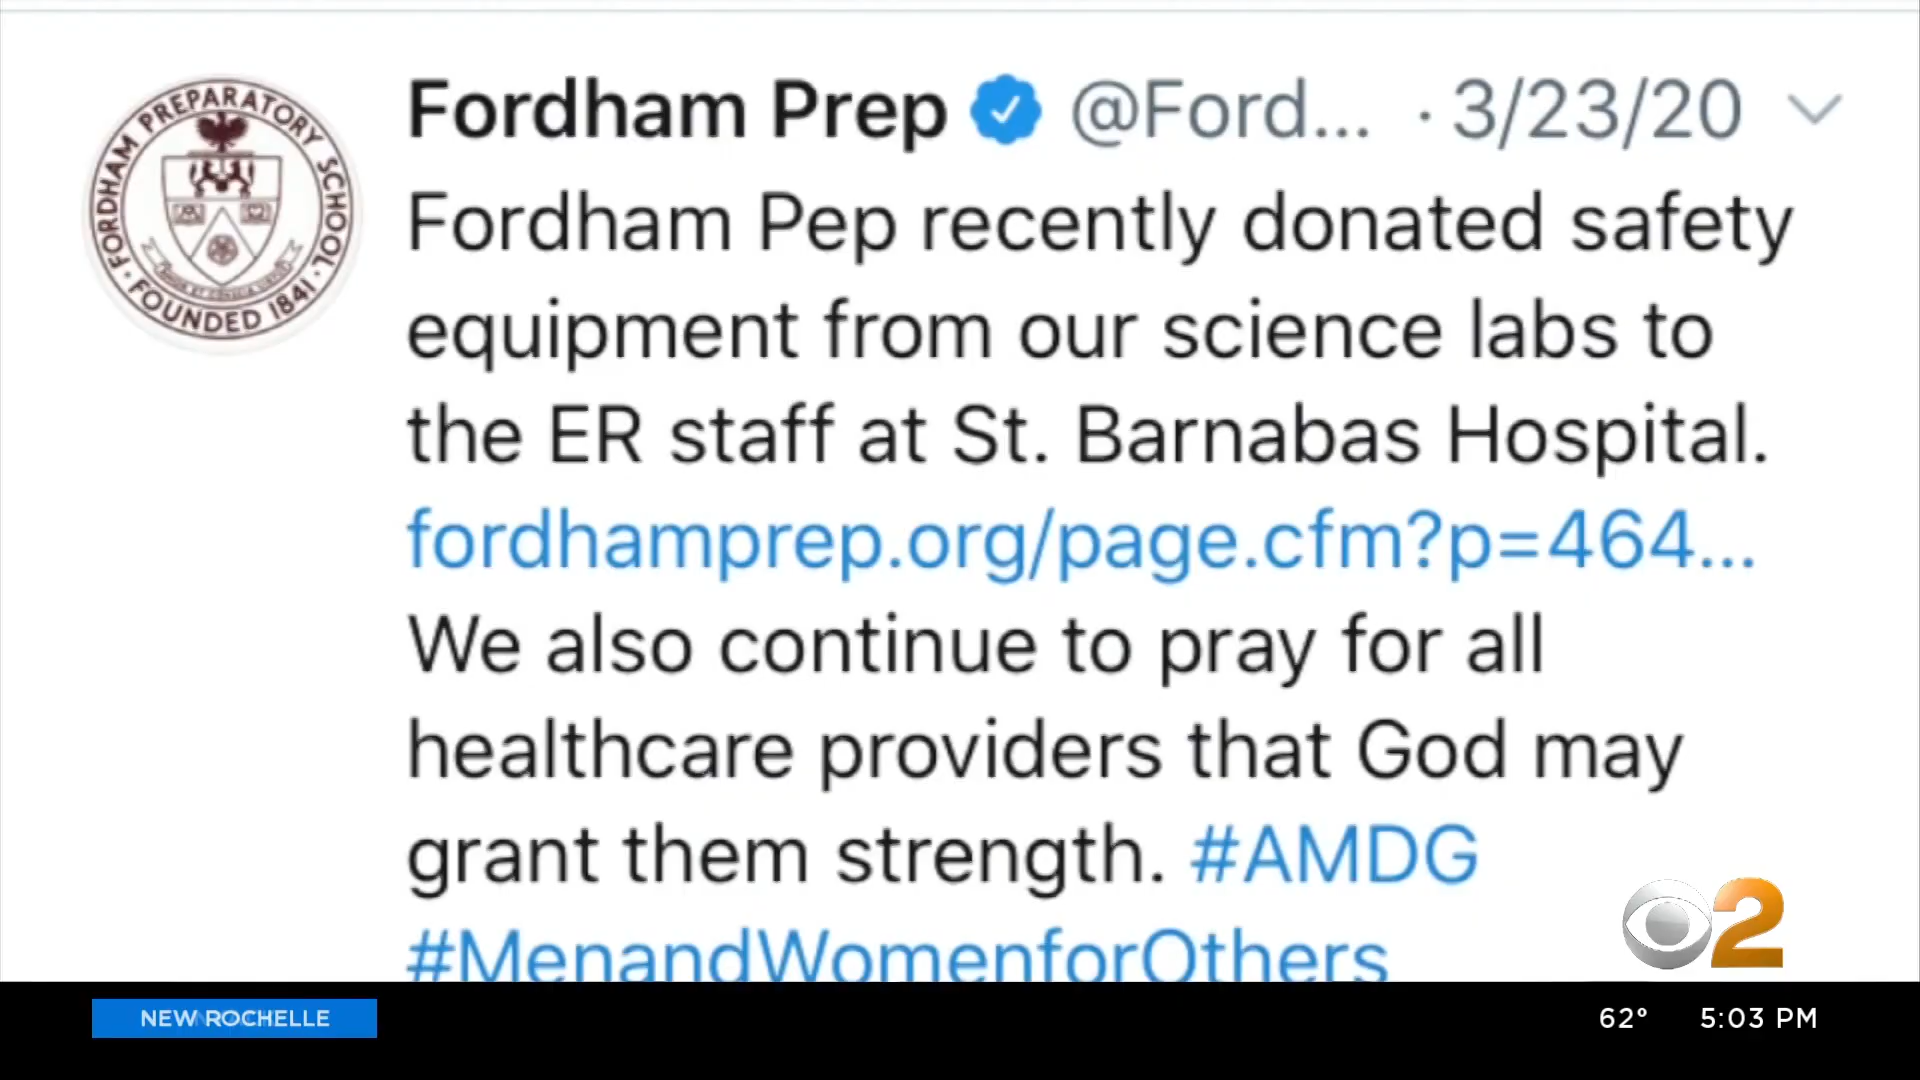 FORDHAM PREPARATORY SCHOOL · FOUNDED 1841 ·
Fordham Prep @Ford... · 3/23/20
Fordham Pep recently donated safety
equipment from our science labs to
the ER staff at St. Barnabas Hospital.
fordhamprep.org/page.cfm?p=464...
We also continue to pray for all
healthcare providers that God may
grant them strength. #AMDG
#MenandWomenforOthers
2
NEW ROCHELLE
62° 5:03 PM